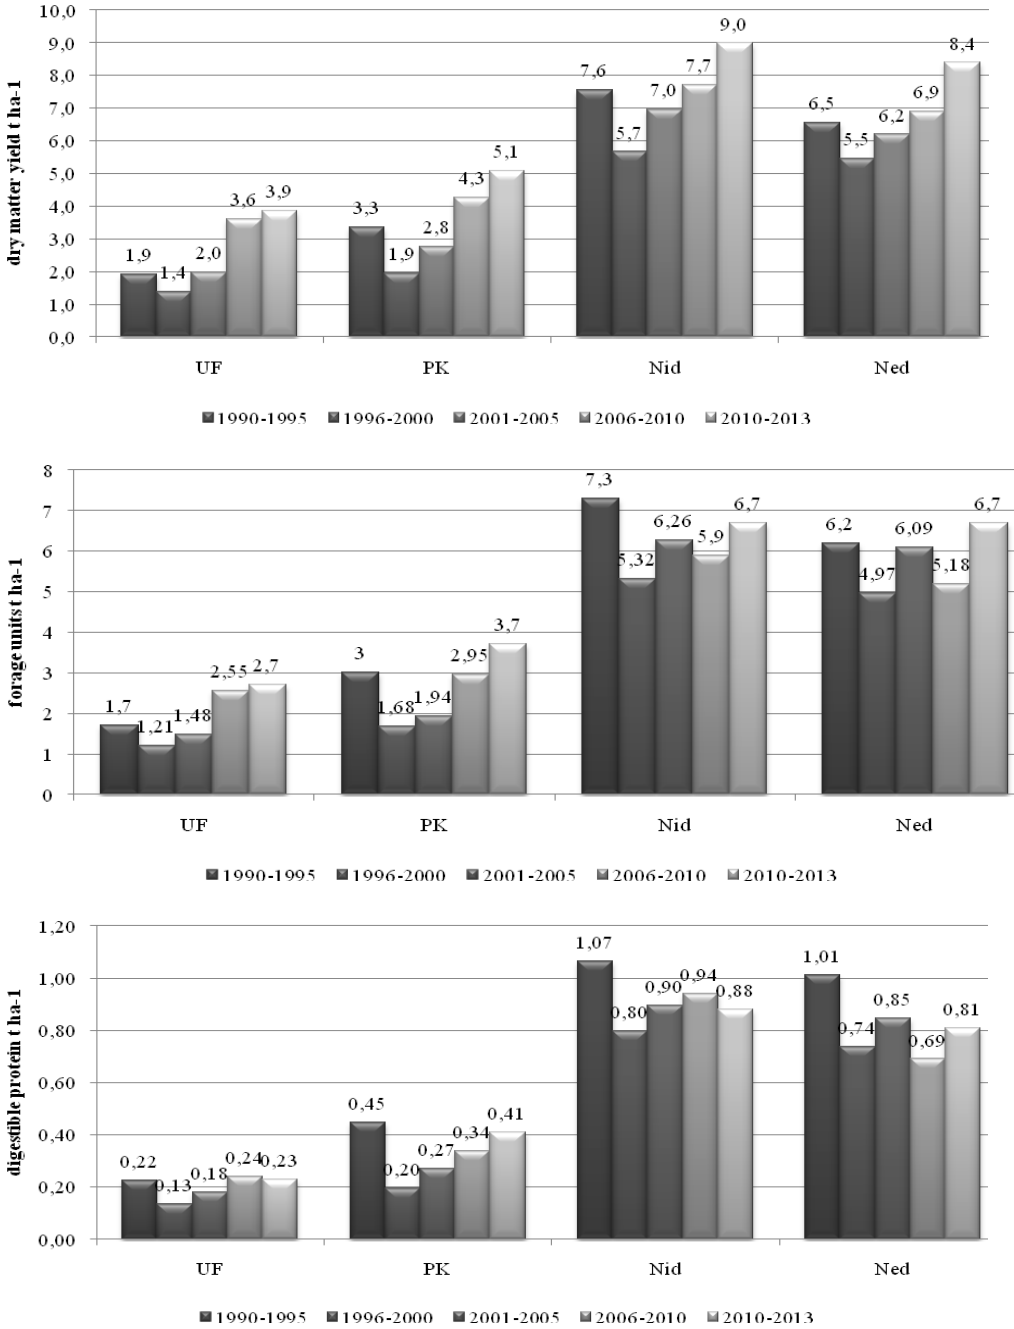 dry matter yield t ha-1
10,0
9,0
8,0
7,0
6,0
5,0
4,0
3,0
2,0
1,0
0,0
1,9 1,4 2,0 3,6 3,9
3,3 1,9 2,8 4,3 5,1
7,6 5,7 7,0 7,7 9,0
6,5 5,5 6,2 6,9 8,4
UF PK Nid Ned
1990-1995 1996-2000 2001-2005 2006-2010 2010-2013
forage units t ha-1
8
7
6
5
4
3
2
1
0
1,7 1,21 1,48 2,55 2,7
3 1,68 1,94 2,95 3,7
7,3 5,32 6,26 5,9 6,7
6,2 4,97 6,09 5,18 6,7
UF PK Nid Ned
1990-1995 1996-2000 2001-2005 2006-2010 2010-2013
digestible protein t ha-1
1,20
1,00
0,80
0,60
0,40
0,20
0,00
0,22 0,13 0,18 0,24 0,23
0,45 0,20 0,27 0,34 0,41
1,07 0,80 0,90 0,94 0,88
1,01 0,74 0,85 0,69 0,81
UF PK Nid Ned
1990-1995 1996-2000 2001-2005 2006-2010 2010-2013